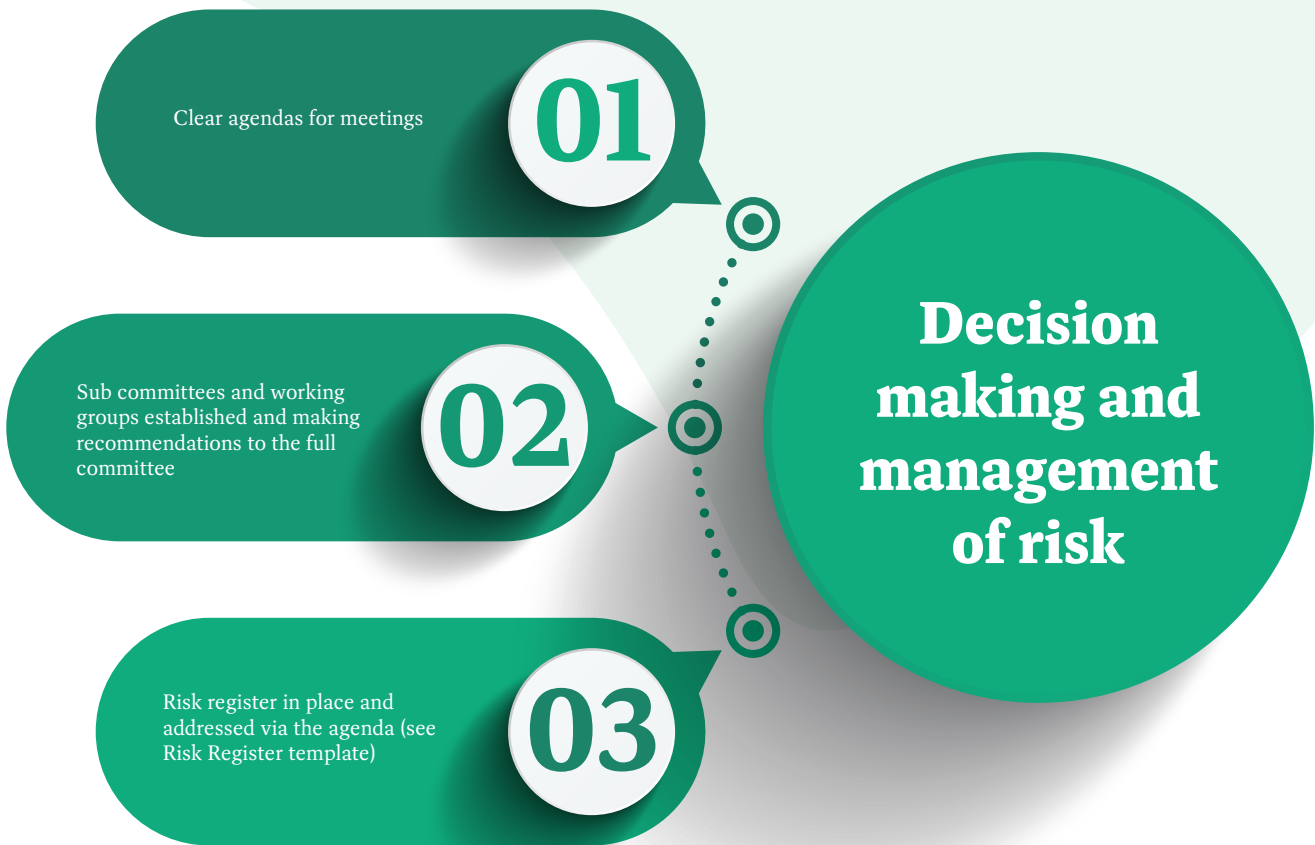 01
Clear agendas for meetings
02
Sub committees and working
groups established and making
recommendations to the full
committee
03
Risk register in place and
addressed via the agenda (see
Risk Register template)
Decision
making and
management
of risk